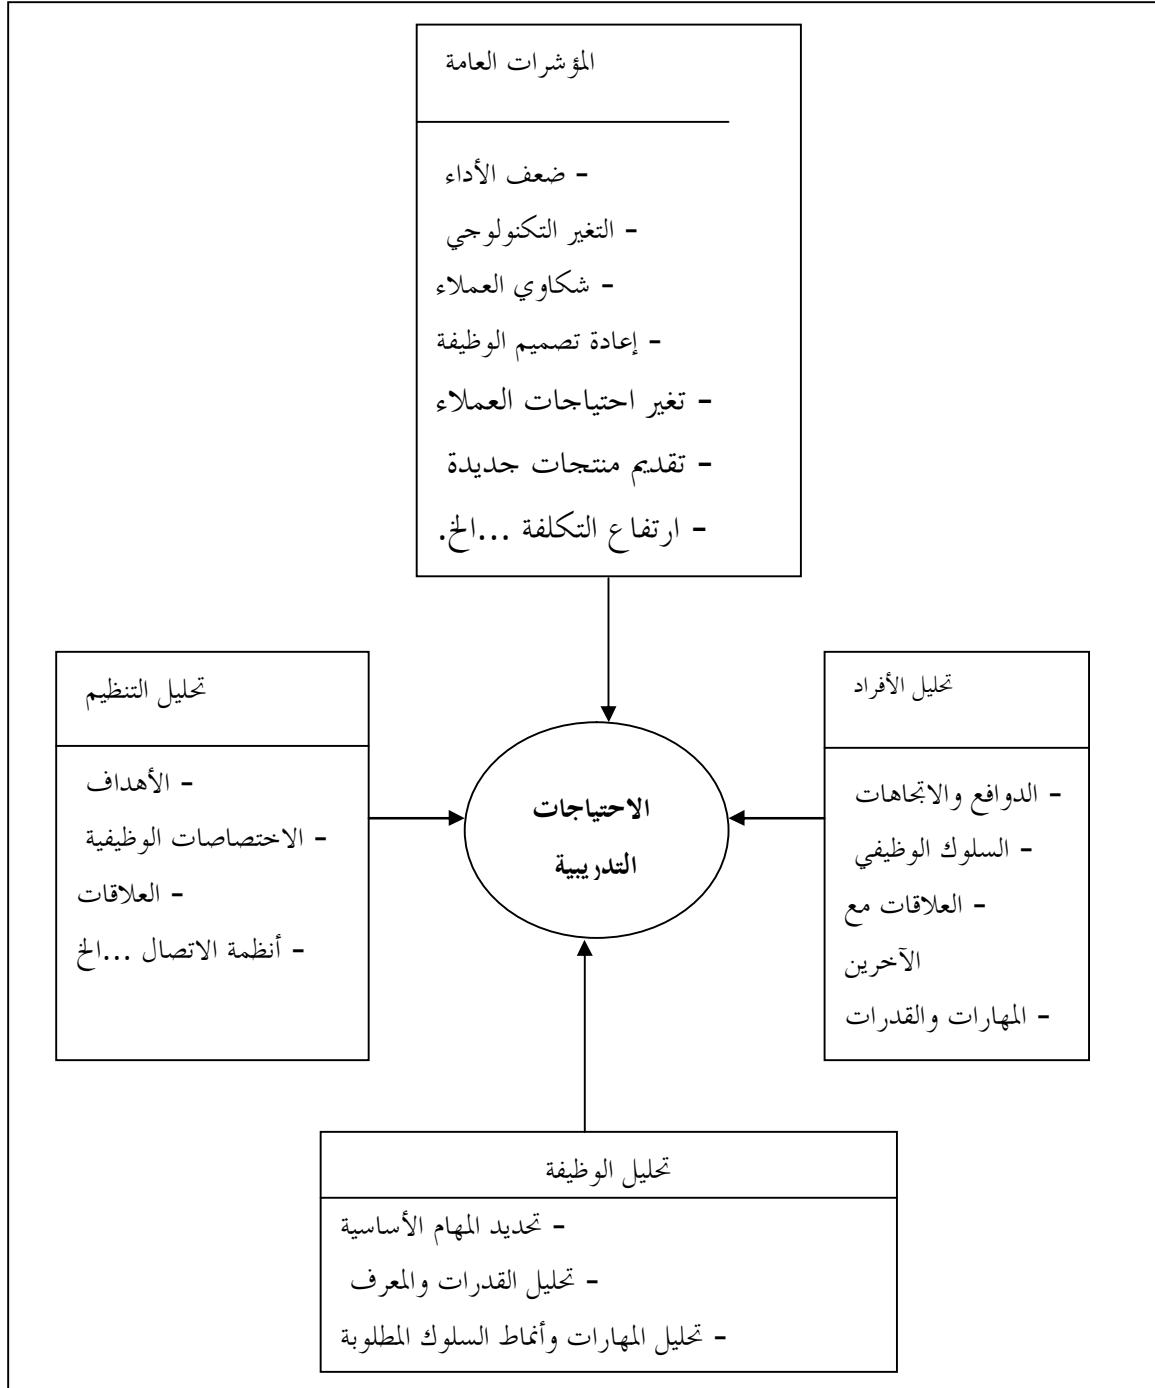 المؤشرات العامة
- ضعف الأداء
- التغير التكنولوجي
- شكاوي العملاء
- إعادة تصميم الوظيفة
- تغير احتياجات العملاء
- تقديم منتجات جديدة
- ارتفاع التكلفة ...الخ.
تحليل الأفراد
- الدوافع والاتجاهات
- السلوك الوظيفي
- العلاقات مع
الآخرين
- المهارات والقدرات
الاحتياجات
التدريبية
تحليل التنظيم
- الأهداف
- الاختصاصات الوظيفية
- العلاقات
- أنظمة الاتصال ...الخ
تحليل الوظيفة
- تحديد المهام الأساسية
- تحليل القدرات والمعرف
- تحليل المهارات وأنماط السلوك المطلوبة